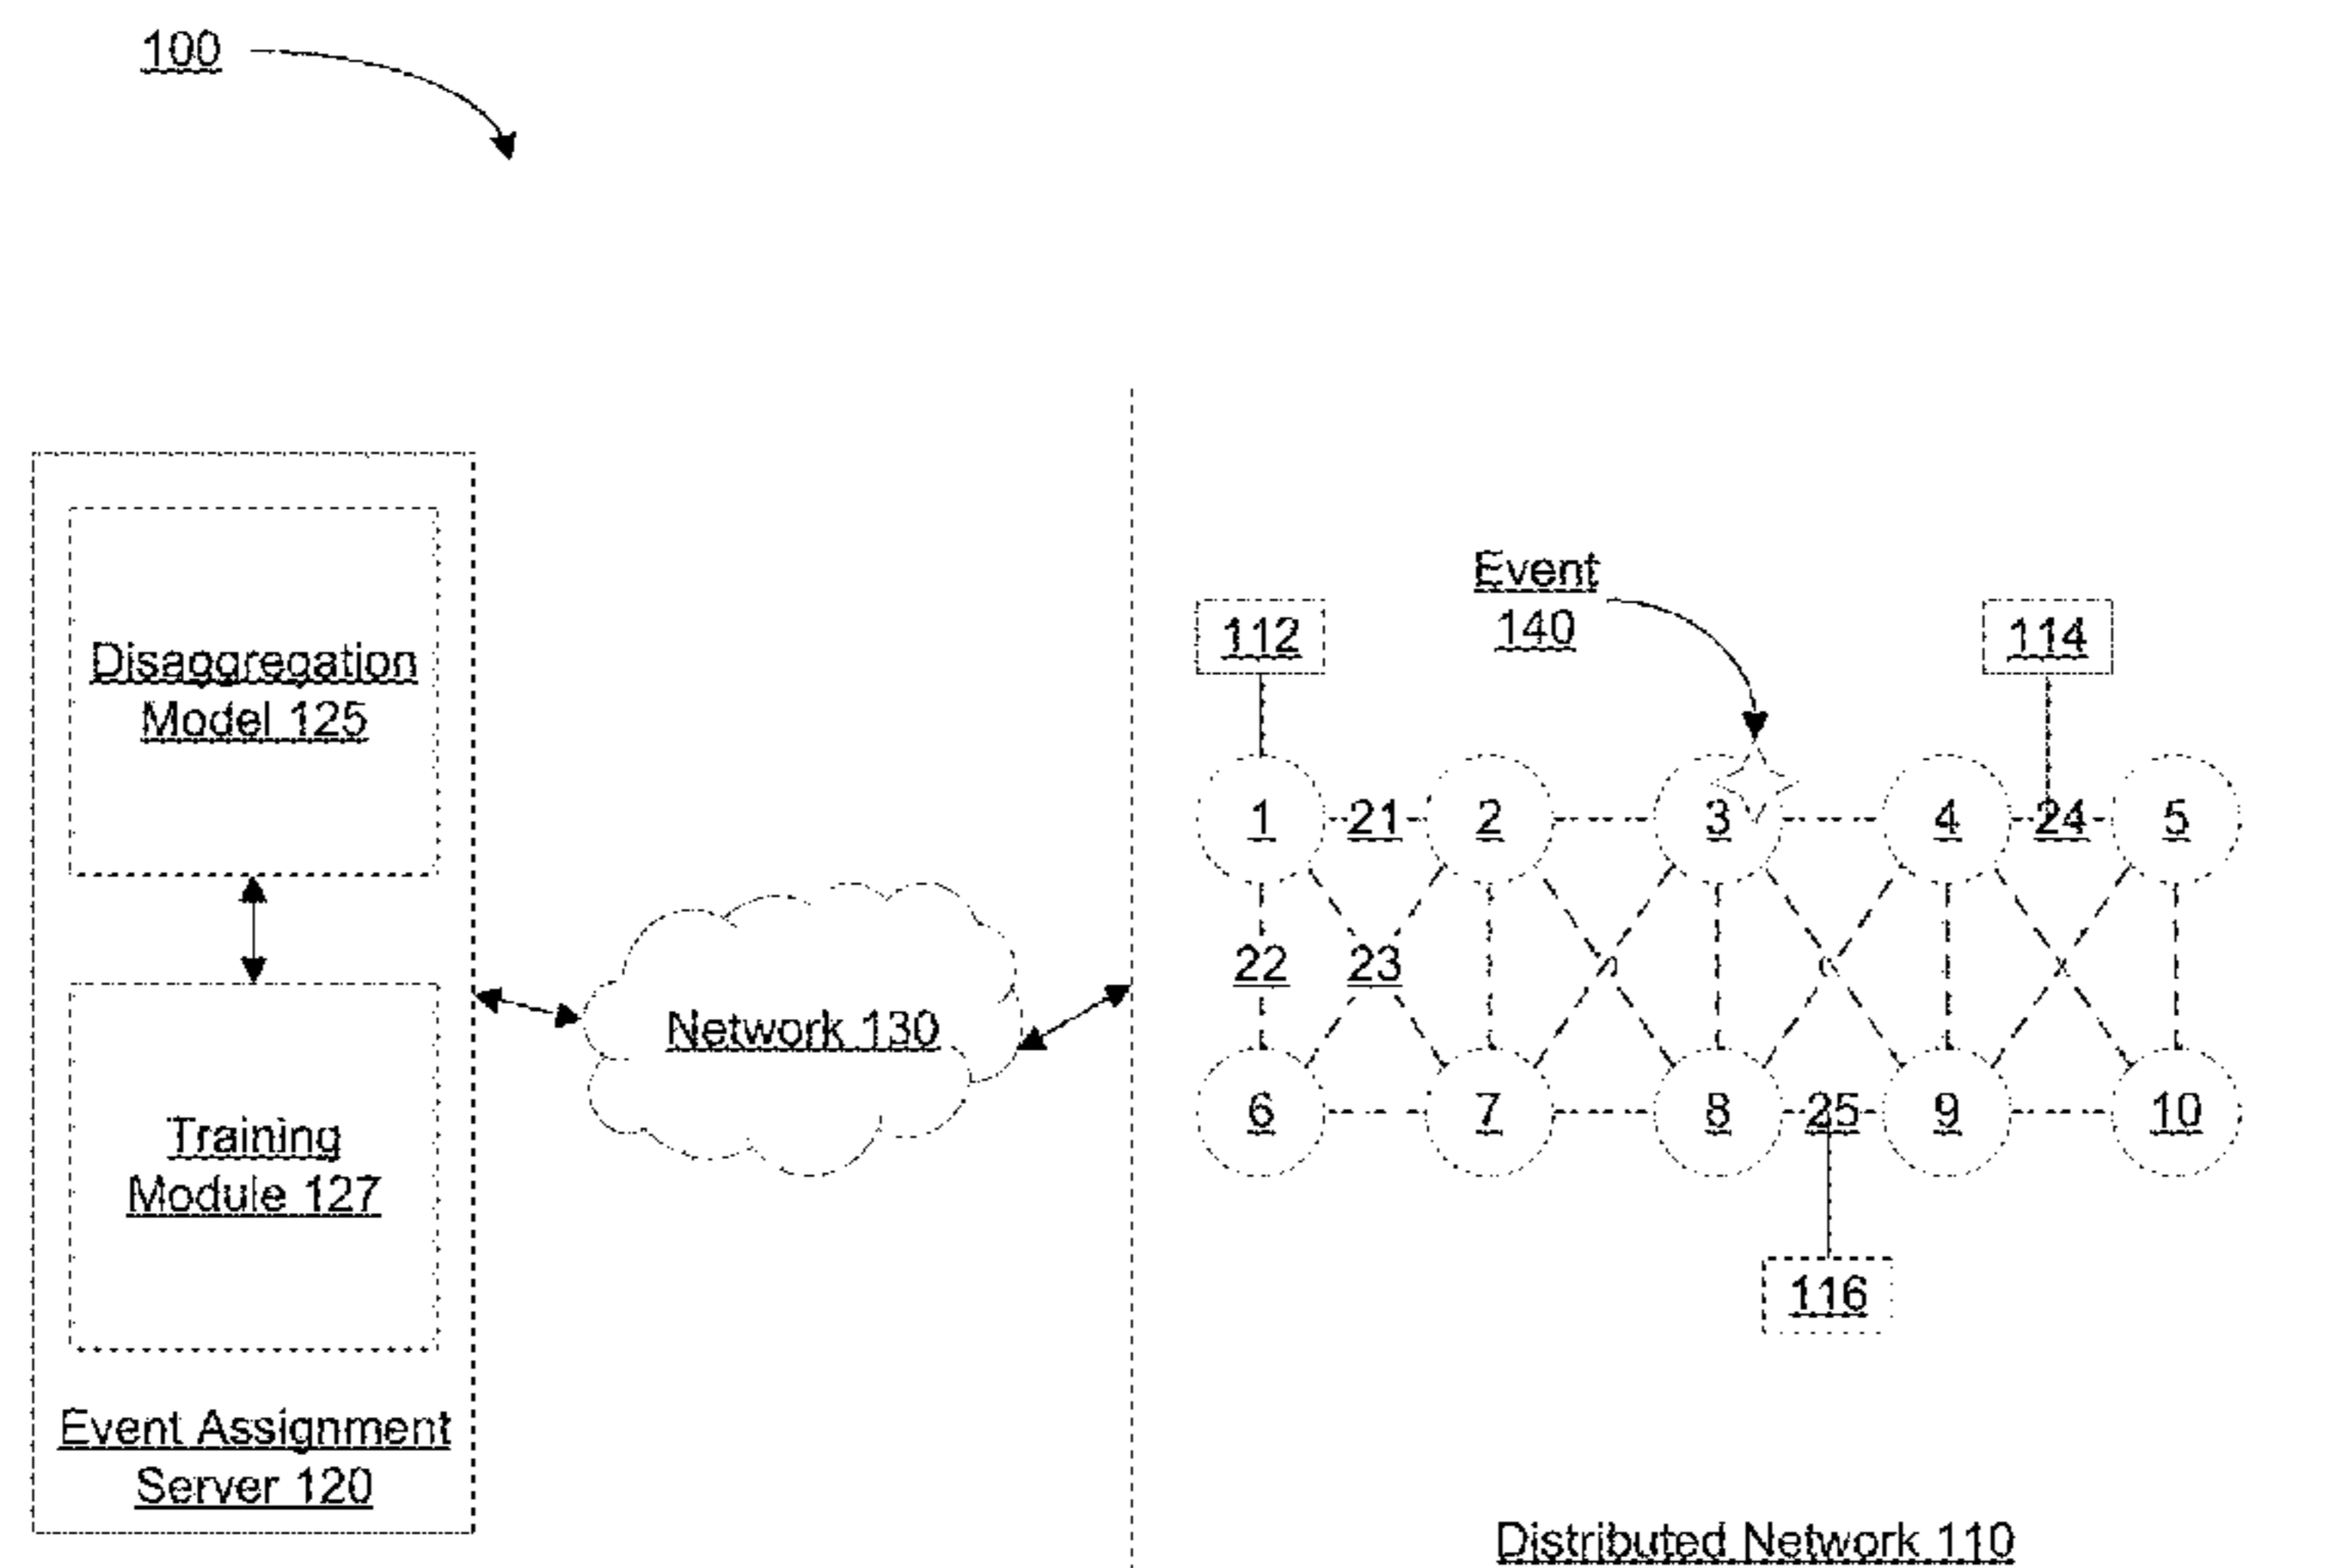 100
Disaggregation
Model 125
Training
Module 127
Event Assignment
Server 120
Network 130
Event
140
112
114
1 21 2 3 4 24 5
22 23
6 7 8 25 9 10
116
Distributed Network 110